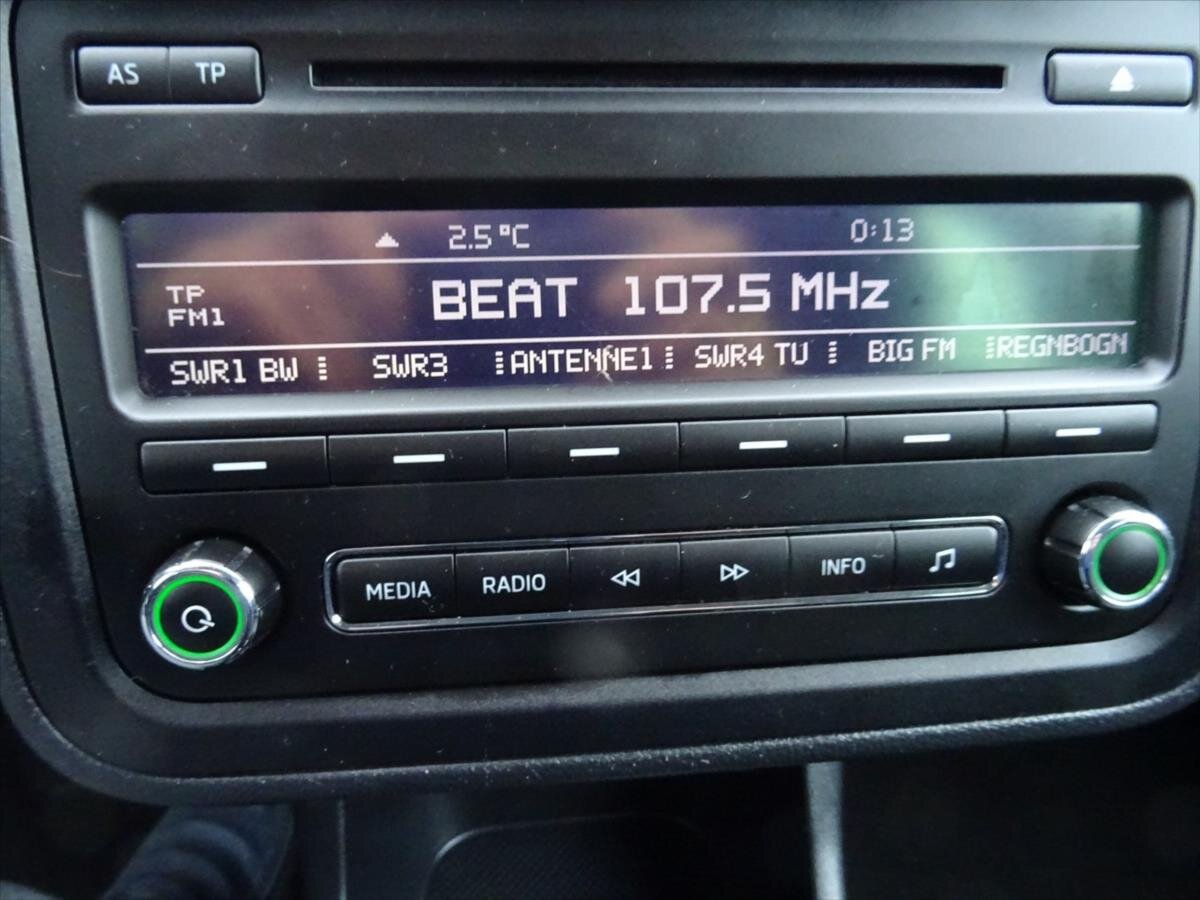 AS TP
2.5°C 0:13
TP
FM1
BEAT 107.5 MHz
SWR1 BW SWR3 ANTENNE1 SWR4 TU BIG FM REGNBOGN
MEDIA RADIO INFO